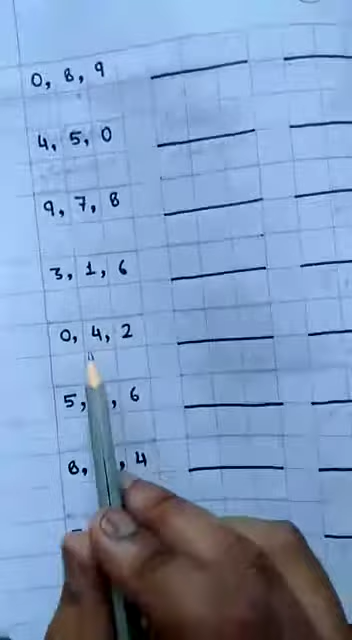 0, 8, 9
4, 5, 0
9, 7, 8
3, 1, 6
0, 4, 2
5, , 6
8, , 4